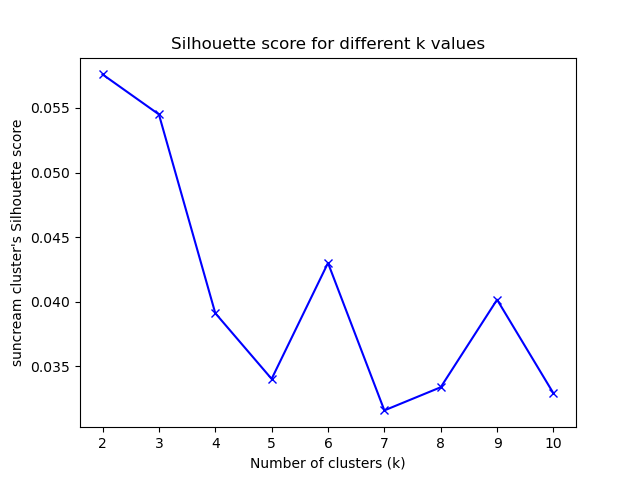 Silhouette score for different k values
suncream cluster's Silhouette score
0.055
0.050
0.045
0.040
0.035
2 3 4 5 6 7 8 9 10
Number of clusters (k)